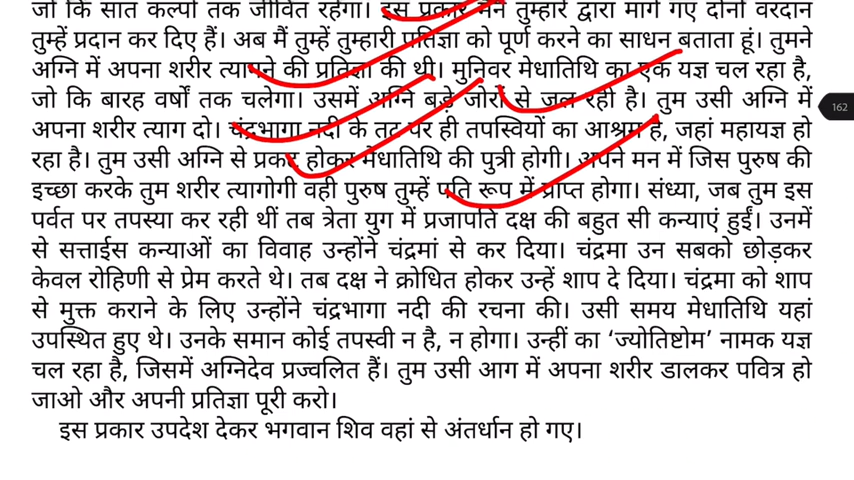 जो कि सात कल्पों तक जीवित रहेगा। इस प्रकार मैंने तुम्हारे द्वारा मांगे गए दोनों वरदान
तुम्हें प्रदान कर दिए हैं। अब मैं तुम्हें तुम्हारी प्रतिज्ञा को पूर्ण करने का साधन बताता हूं। तुमने
अग्नि में अपना शरीर त्यागने की प्रतिज्ञा की थी। मुनिवर मेधातिथि का एक यज्ञ चल रहा है,
जो कि बारह वर्षों तक चलेगा। उसमें अग्नि बड़े जोरों से जल रही है। तुम उसी अग्नि में
अपना शरीर त्याग दो। चंद्रभागा नदी के तट पर ही तपस्वियों का आश्रम है, जहां महायज्ञ हो
रहा है। तुम उसी अग्नि से प्रकट होकर मेधातिथि की पुत्री होगी। अपने मन में जिस पुरुष की
इच्छा करके तुम शरीर त्यागोगी वही पुरुष तुम्हें पति रूप में प्राप्त होगा। संध्या, जब तुम इस
पर्वत पर तपस्या कर रही थीं तब त्रेता युग में प्रजापति दक्ष की बहुत सी कन्याएं हुईं। उनमें
से सत्ताईस कन्याओं का विवाह उन्होंने चंद्रमां से कर दिया। चंद्रमा उन सबको छोड़कर
केवल रोहिणी से प्रेम करते थे। तब दक्ष ने क्रोधित होकर उन्हें शाप दे दिया। चंद्रमा को शाप
से मुक्त कराने के लिए उन्होंने चंद्रभागा नदी की रचना की। उसी समय मेधातिथि यहां
उपस्थित हुए थे। उनके समान कोई तपस्वी न है, न होगा। उन्हीं का ‘ज्योतिष्टोम’ नामक यज्ञ
चल रहा है, जिसमें अग्निदेव प्रज्वलित हैं। तुम उसी आग में अपना शरीर डालकर पवित्र हो
जाओ और अपनी प्रतिज्ञा पूरी करो।
इस प्रकार उपदेश देकर भगवान शिव वहां से अंतर्धान हो गए।
162